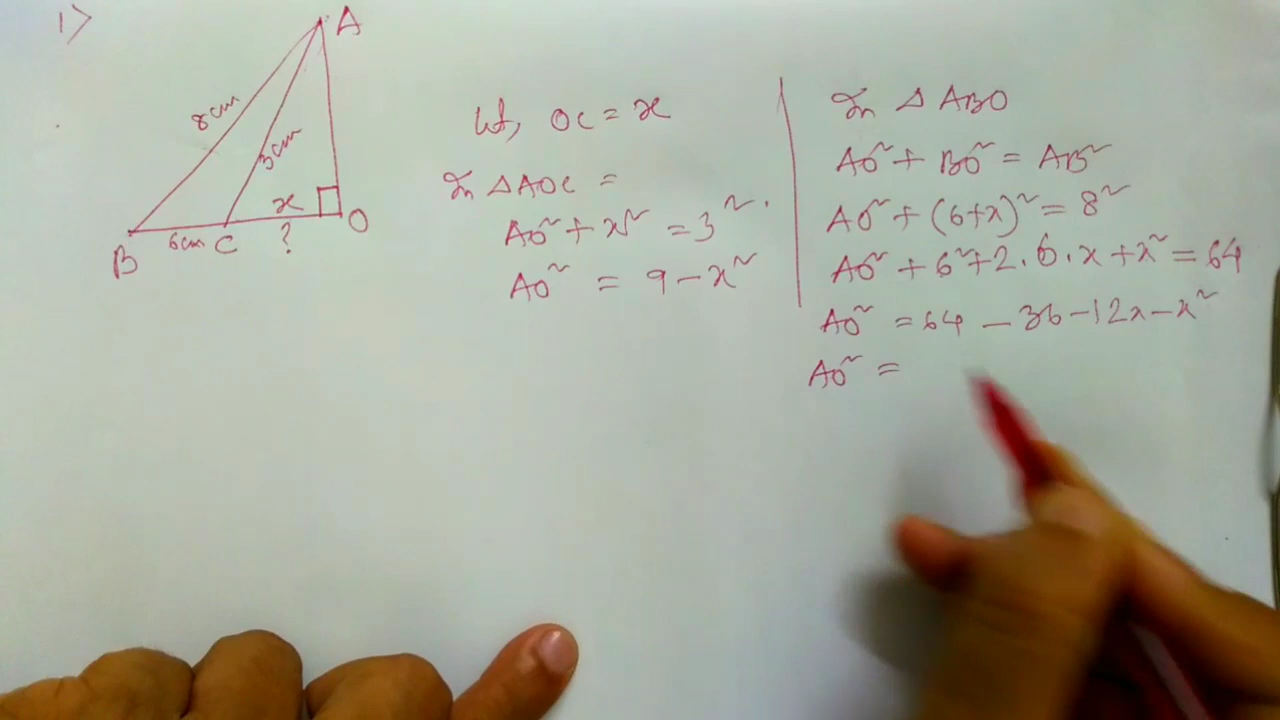 1)
A
8cm
3cm
x
O
6cm
C
?
B
Let, OC = x
In △AOC =
AO² + x² = 3².
AO² = 9 - x²
In △ABO
AO² + BO² = AB²
AO² + (6+x)² = 8²
AO² + 6² + 2.6.x + x² = 64
AO² = 64 - 36 - 12x - x²
AO² =